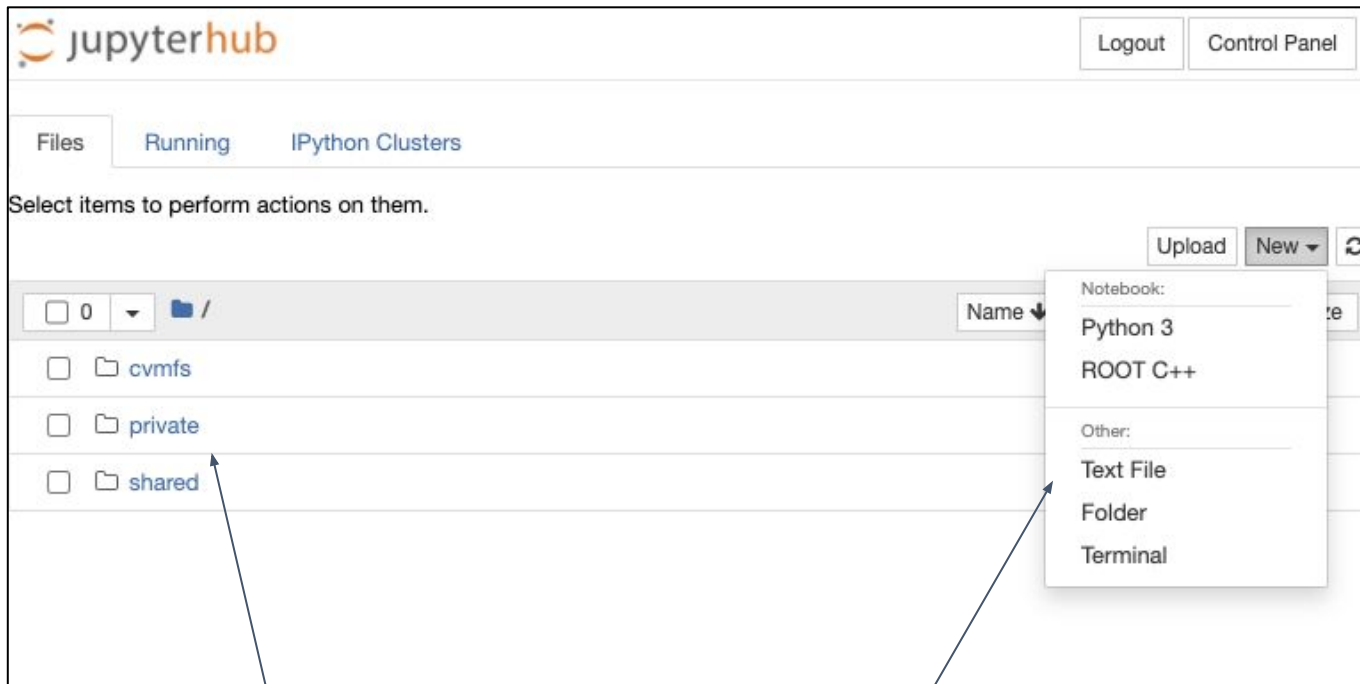 jupyterhub
Logout Control Panel
Files Running IPython Clusters
Select items to perform actions on them.
Upload New
0 /
Name ze
Notebook:
Python 3
ROOT C++
cvmfs
private
shared
Other:
Text File
Folder
Terminal